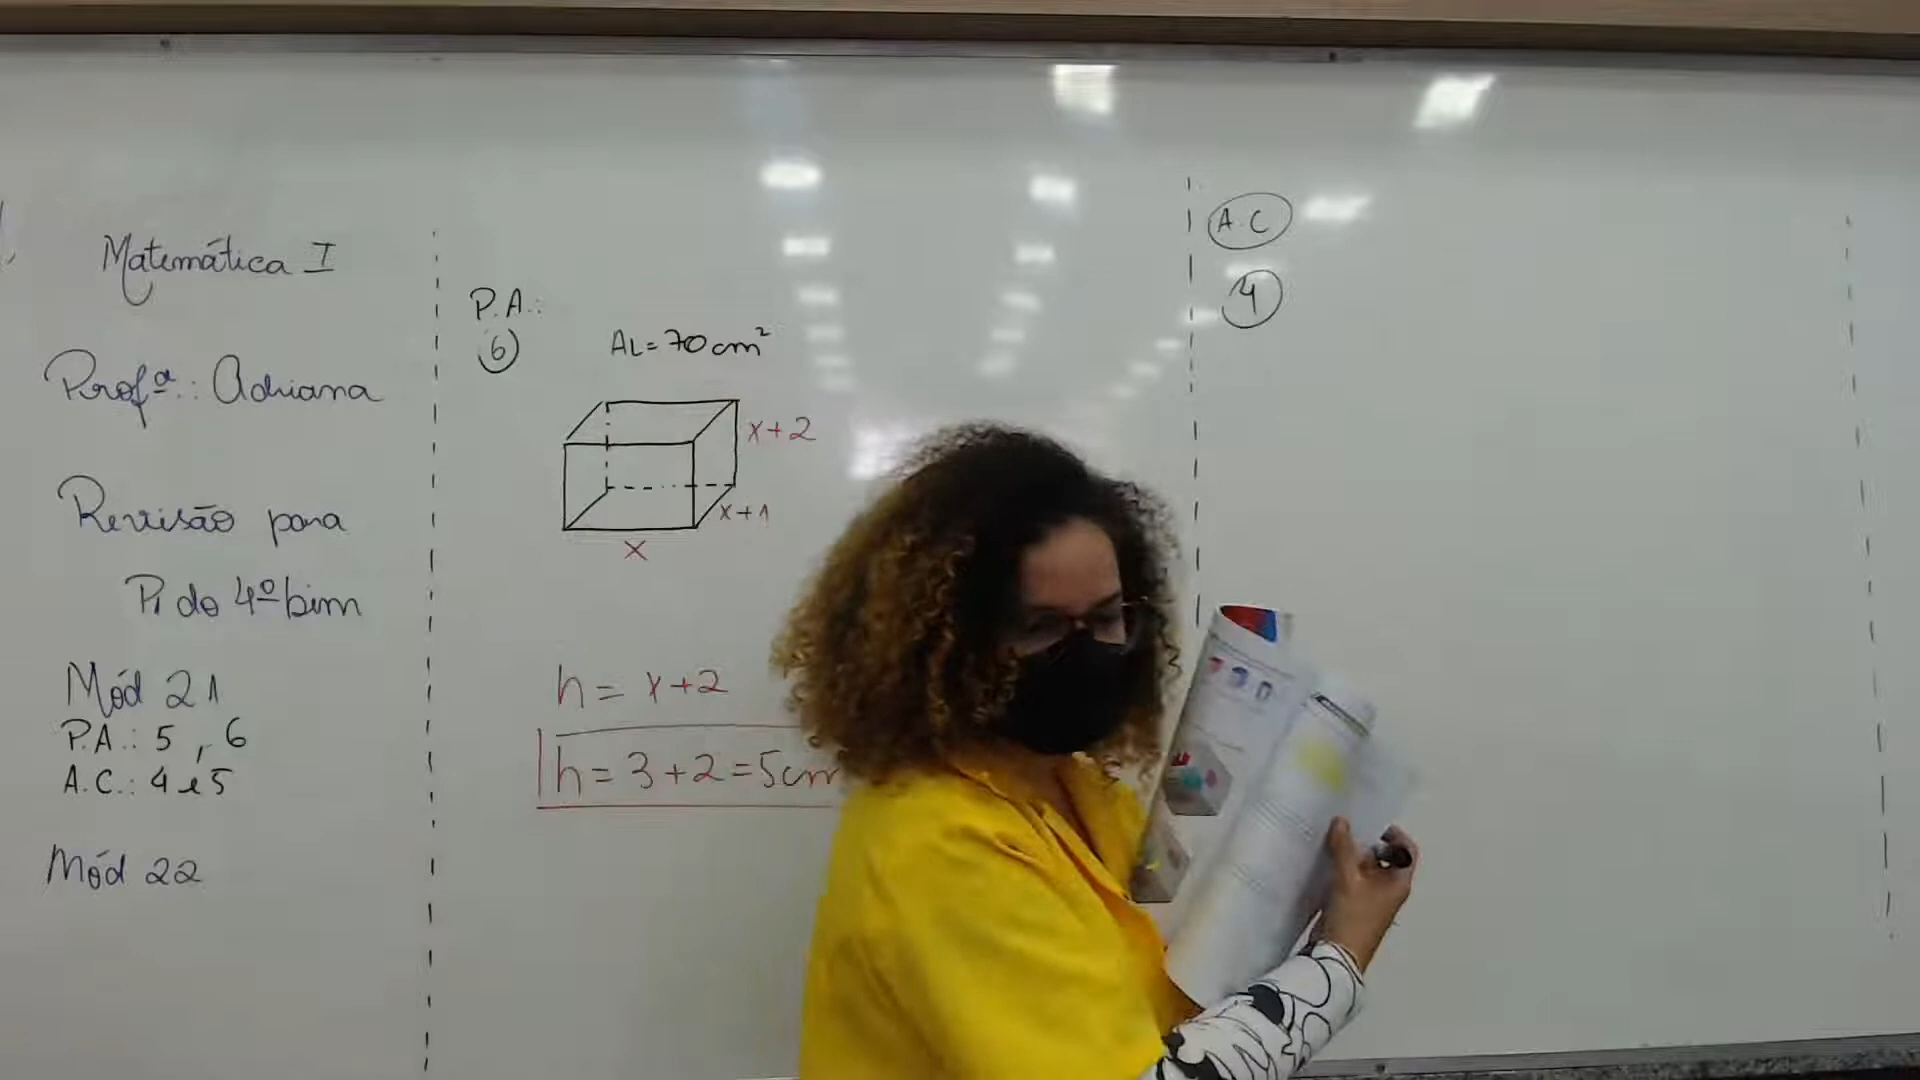 Matemática I
Profª.: Adriana
Revisão para
P1 do 4º bim
Mód 21
P.A.: 5, 6
A.C.: 4 e 5
Mód 22
P.A.:
6
AL = 70 cm²
x + 2
x + 1
x
h = x + 2
h = 3 + 2 = 5cm
A.C
4